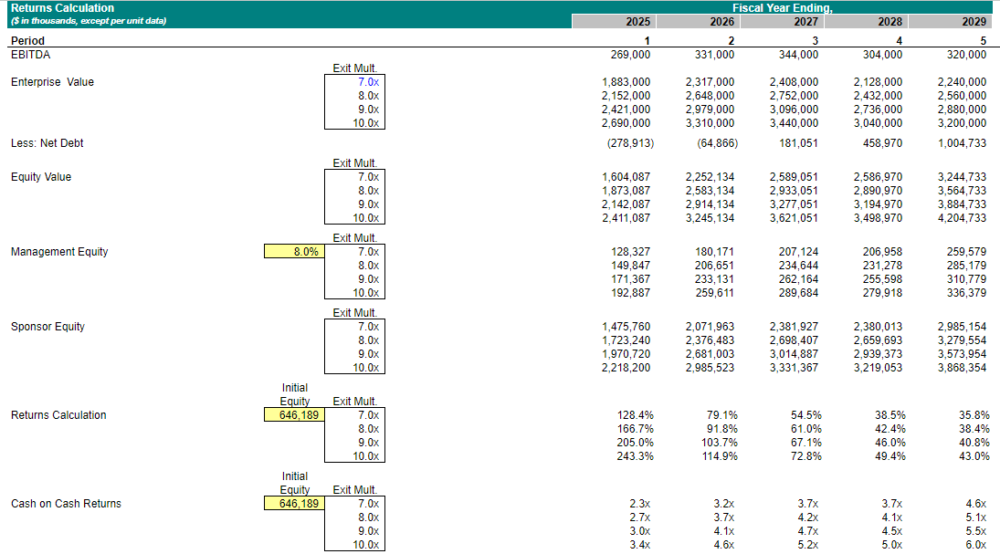 Returns Calculation Fiscal Year Ending,
($ in thousands, except per unit data) 2025 2026 2027 2028 2029
Period 1 2 3 4 5
EBITDA 269,000 331,000 344,000 304,000 320,000
Exit Mult.
Enterprise Value 7.0x 1,883,000 2,317,000 2,408,000 2,128,000 2,240,000
8.0x 2,152,000 2,648,000 2,752,000 2,432,000 2,560,000
9.0x 2,421,000 2,979,000 3,096,000 2,736,000 2,880,000
10.0x 2,690,000 3,310,000 3,440,000 3,040,000 3,200,000
Less: Net Debt (278,913) (64,866) 181,051 458,970 1,004,733
Exit Mult.
Equity Value 7.0x 1,604,087 2,252,134 2,589,051 2,586,970 3,244,733
8.0x 1,873,087 2,583,134 2,933,051 2,890,970 3,564,733
9.0x 2,142,087 2,914,134 3,277,051 3,194,970 3,884,733
10.0x 2,411,087 3,245,134 3,621,051 3,498,970 4,204,733
Exit Mult.
Management Equity 8.0% 7.0x 128,327 180,171 207,124 206,958 259,579
8.0x 149,847 206,651 234,644 231,278 285,179
9.0x 171,367 233,131 262,164 255,598 310,779
10.0x 192,887 259,611 289,684 279,918 336,379
Exit Mult.
Sponsor Equity 7.0x 1,475,760 2,071,963 2,381,927 2,380,013 2,985,154
8.0x 1,723,240 2,376,483 2,698,407 2,659,693 3,279,554
9.0x 1,970,720 2,681,003 3,014,887 2,939,373 3,573,954
10.0x 2,218,200 2,985,523 3,331,367 3,219,053 3,868,354
Initial
Equity Exit Mult.
Returns Calculation 646,189 7.0x 128.4% 79.1% 54.5% 38.5% 35.8%
8.0x 166.7% 91.8% 61.0% 42.4% 38.4%
9.0x 205.0% 103.7% 67.1% 46.0% 40.8%
10.0x 243.3% 114.9% 72.8% 49.4% 43.0%
Initial
Equity Exit Mult.
Cash on Cash Returns 646,189 7.0x 2.3x 3.2x 3.7x 3.7x 4.6x
8.0x 2.7x 3.7x 4.2x 4.1x 5.1x
9.0x 3.0x 4.1x 4.7x 4.5x 5.5x
10.0x 3.4x 4.6x 5.2x 5.0x 6.0x